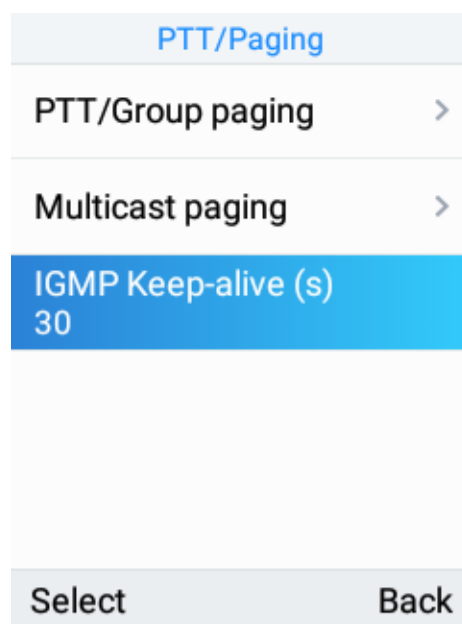 PTT/Paging
PTT/Group paging
Multicast paging
IGMP Keep-alive (s)
30
Select Back